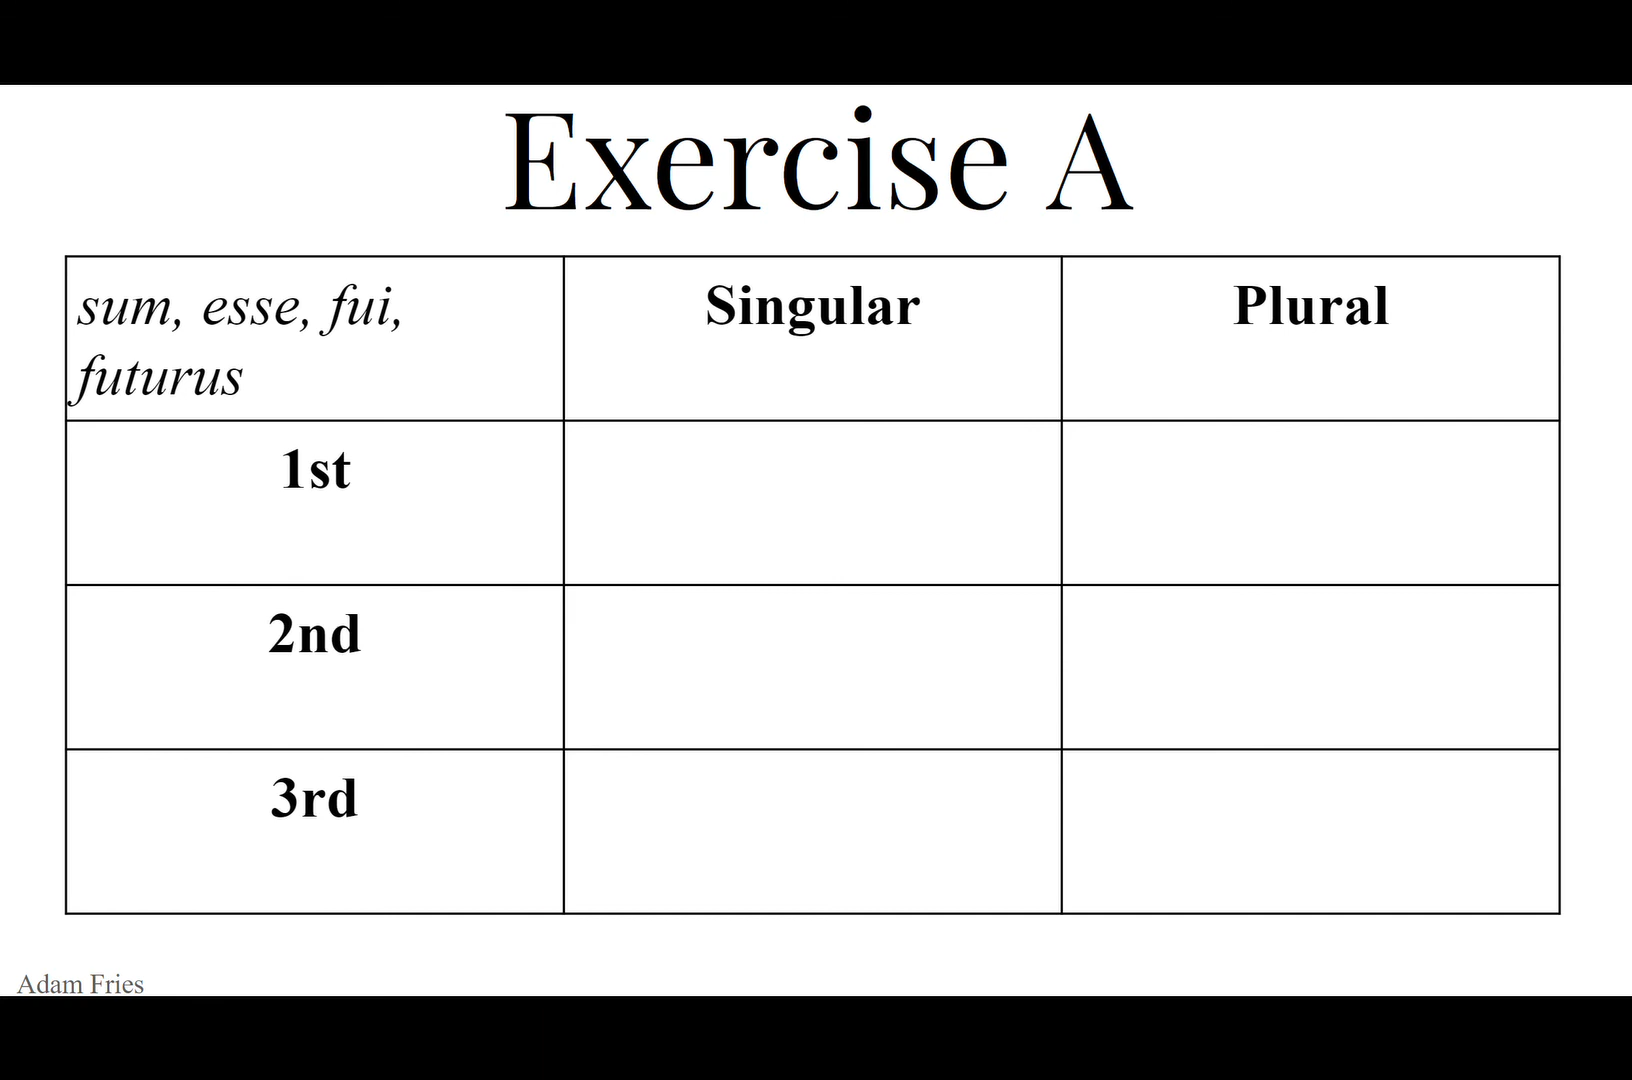 Exercise A
sum, esse, fui,
futurus
Singular
Plural
1st
2nd
3rd
Adam Fries